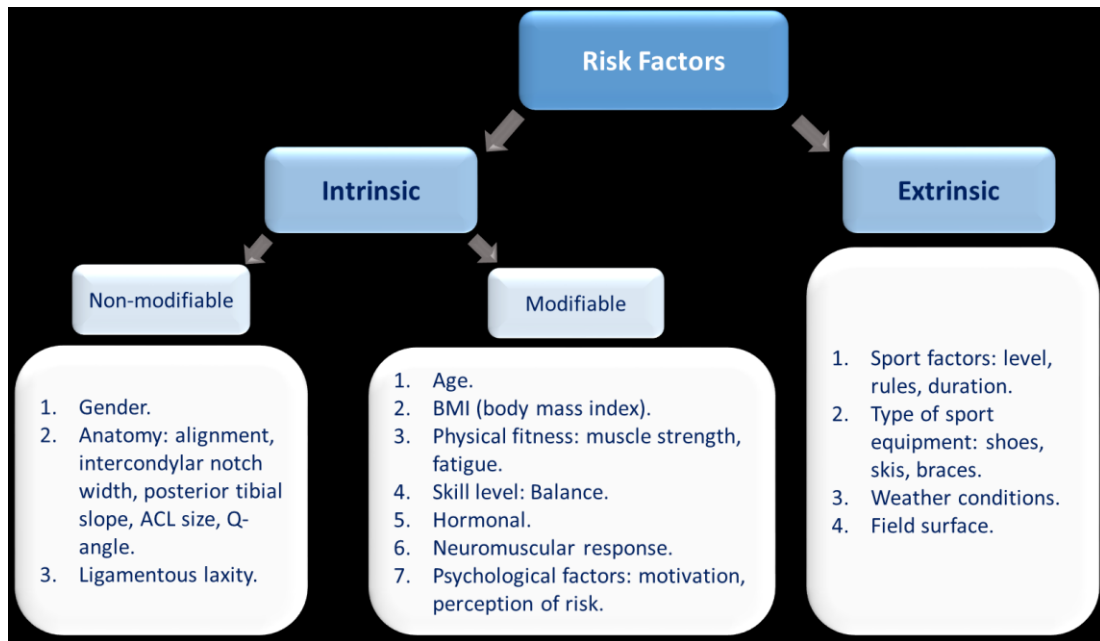 Risk Factors
Intrinsic
Extrinsic
Non-modifiable
Modifiable
1. Gender.
2. Anatomy: alignment,
intercondylar notch
width, posterior tibial
slope, ACL size, Q-
angle.
3. Ligamentous laxity.
1. Age.
2. BMI (body mass index).
3. Physical fitness: muscle strength,
fatigue.
4. Skill level: Balance.
5. Hormonal.
6. Neuromuscular response.
7. Psychological factors: motivation,
perception of risk.
1. Sport factors: level,
rules, duration.
2. Type of sport
equipment: shoes,
skis, braces.
3. Weather conditions.
4. Field surface.